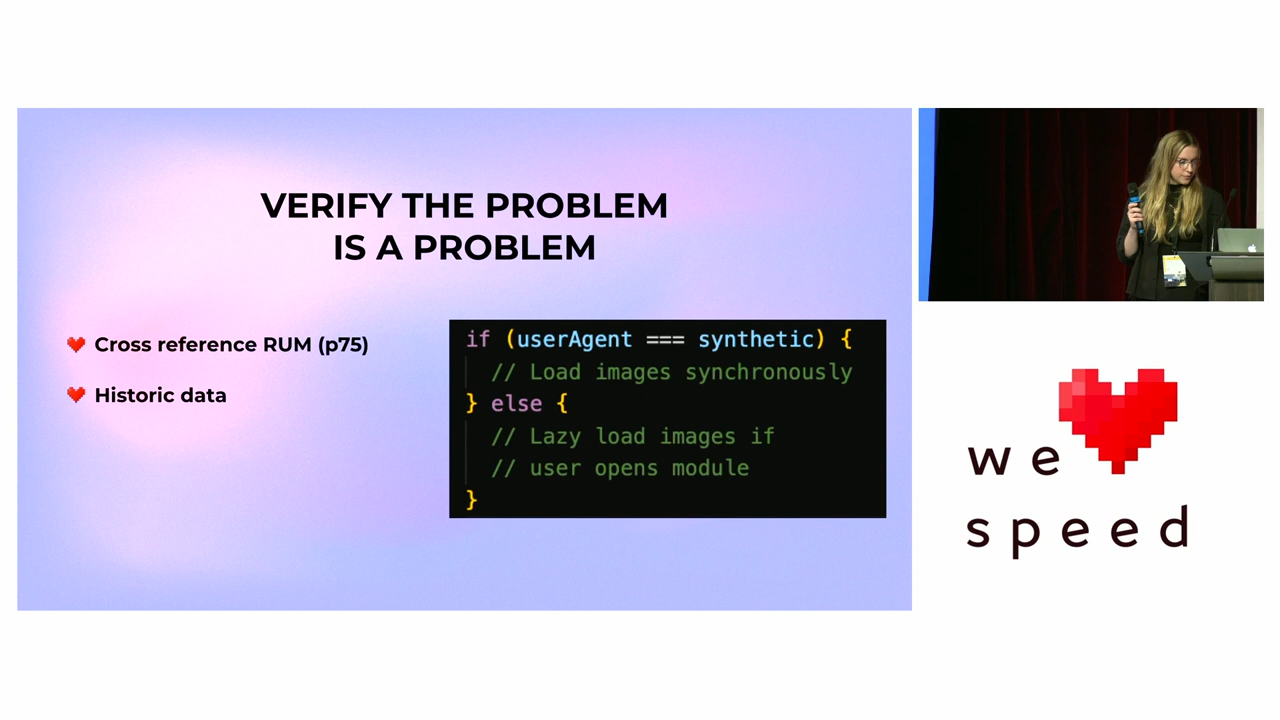 VERIFY THE PROBLEM
IS A PROBLEM
Cross reference RUM (p75)
Historic data
if (userAgent === synthetic) {
// Load images synchronously
} else {
// Lazy load images if
// user opens module
}
we
speed